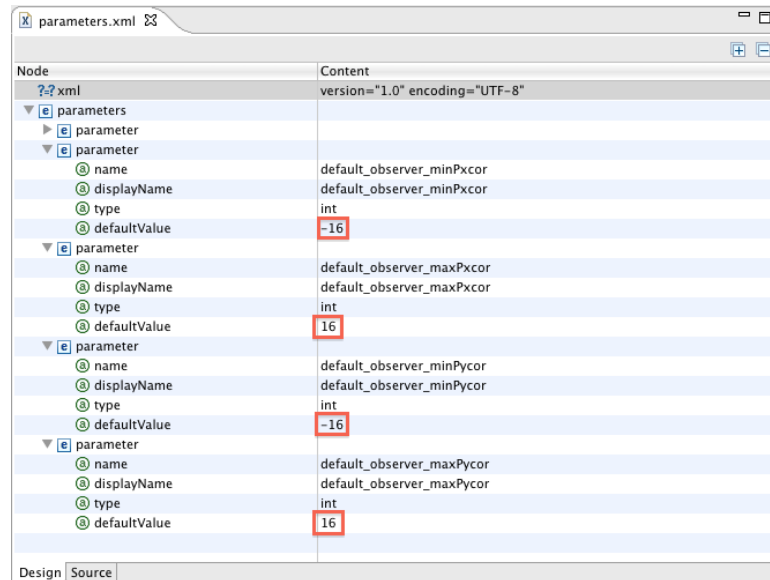 parameters.xml
Node Content
?=? xml version="1.0" encoding="UTF-8"
e parameters
e parameter
e parameter
a name default_observer_minPxcor
a displayName default_observer_minPxcor
a type int
a defaultValue -16
e parameter
a name default_observer_maxPxcor
a displayName default_observer_maxPxcor
a type int
a defaultValue 16
e parameter
a name default_observer_minPycor
a displayName default_observer_minPycor
a type int
a defaultValue -16
e parameter
a name default_observer_maxPycor
a displayName default_observer_maxPycor
a type int
a defaultValue 16
Design Source